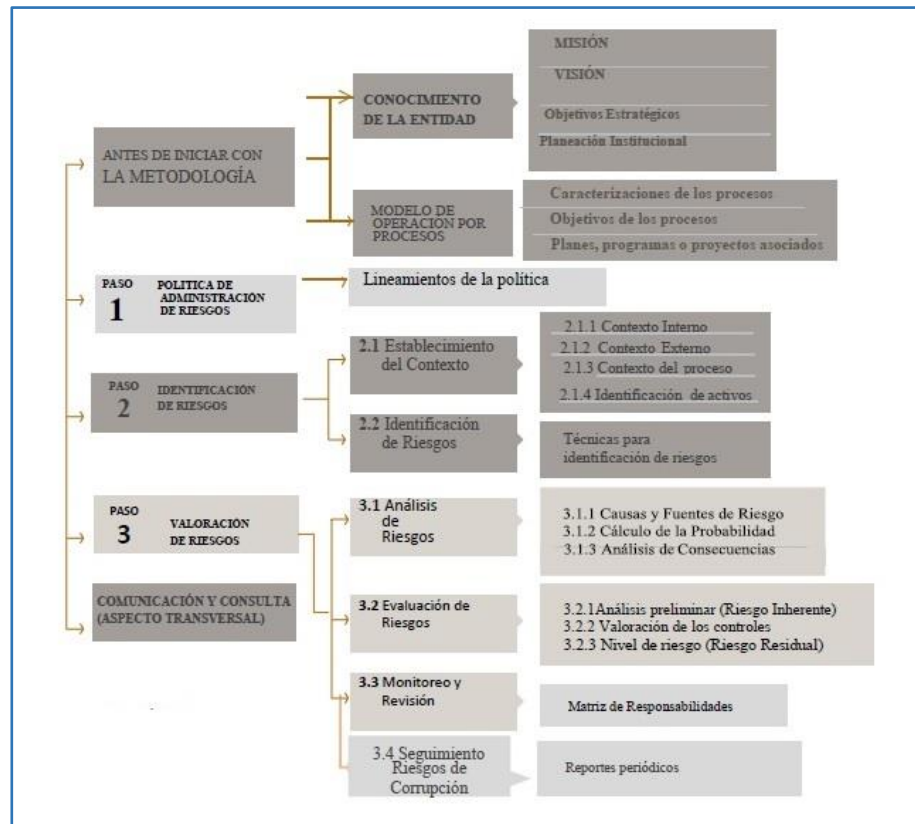 MISIÓN
VISIÓN
Objetivos Estratégicos
Planeación Institucional
CONOCIMIENTO
DE LA ENTIDAD
ANTES DE INICIAR CON
LA METODOLOGÍA
MODELO DE
OPERACIÓN POR
PROCESOS
Caracterizaciones de los procesos
Objetivos de los procesos
Planes, programas o proyectos asociados
PASO
1
POLITICA DE
ADMINISTRACIÓN
DE RIESGOS
Lineamientos de la política
PASO
2
IDENTIFICACIÓN
DE RIESGOS
2.1 Establecimiento
del Contexto
2.1.1 Contexto Interno
2.1.2 Contexto Externo
2.1.3 Contexto del proceso
2.1.4 Identificación de activos
2.2 Identificación
de Riesgos
Técnicas para
identificación de riesgos
PASO
3
VALORACIÓN
DE RIESGOS
3.1 Análisis
de
Riesgos
3.1.1 Causas y Fuentes de Riesgo
3.1.2 Cálculo de la Probabilidad
3.1.3 Análisis de Consecuencias
COMUNICACIÓN Y CONSULTA
(ASPECTO TRANSVERSAL)
3.2 Evaluación de
Riesgos
3.2.1Análisis preliminar (Riesgo Inherente)
3.2.2 Valoración de los controles
3.2.3 Nivel de riesgo (Riesgo Residual)
3.3 Monitoreo y
Revisión
Matriz de Responsabilidades
3.4 Seguimiento
Riesgos de
Corrupción
Reportes periódicos